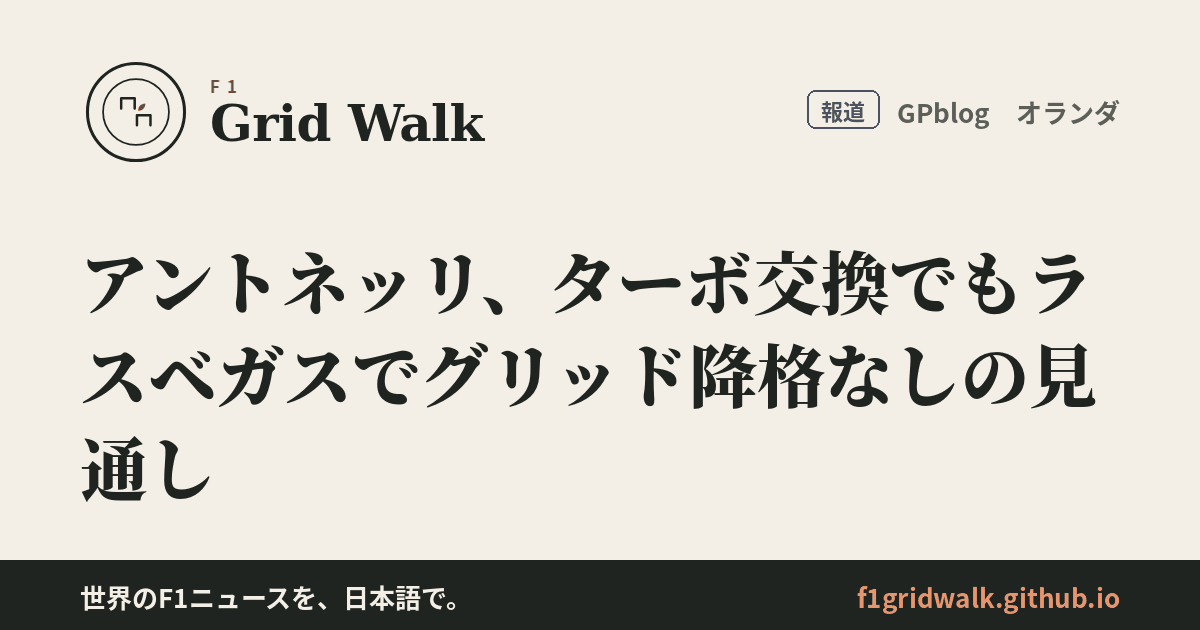 F1
Grid Walk
報道 GPblog オランダ
アントネッリ、ターボ交換でもラ
スベガスでグリッド降格なしの見
通し
世界のF1ニュースを、日本語で。
f1gridwalk.github.io